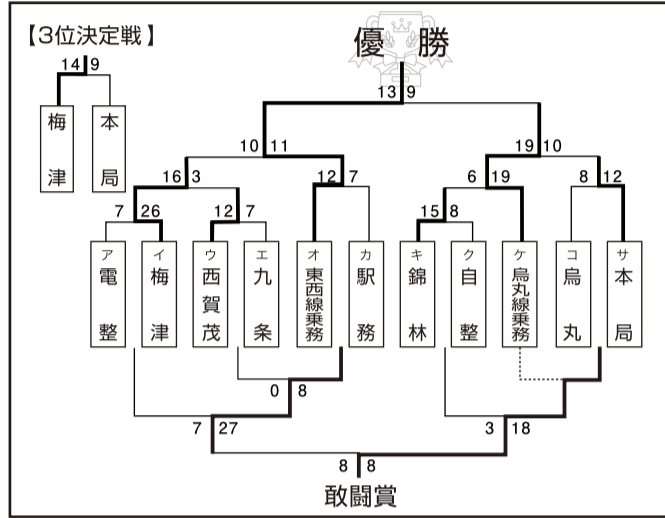 【3位決定戦】
優勝
14 9
梅津
本局
13 9
10 11
19 10
16 3
12 7
6 19
8 12
7 26
12 7
15 8
ア 電整
イ 梅津
ウ 西賀茂
エ 九条
オ 東西線乗務
カ 駅務
キ 錦林
ク 自整
ケ 烏丸線乗務
コ 烏丸
サ 本局
0 8
7 27
3 18
8 8
敢闘賞